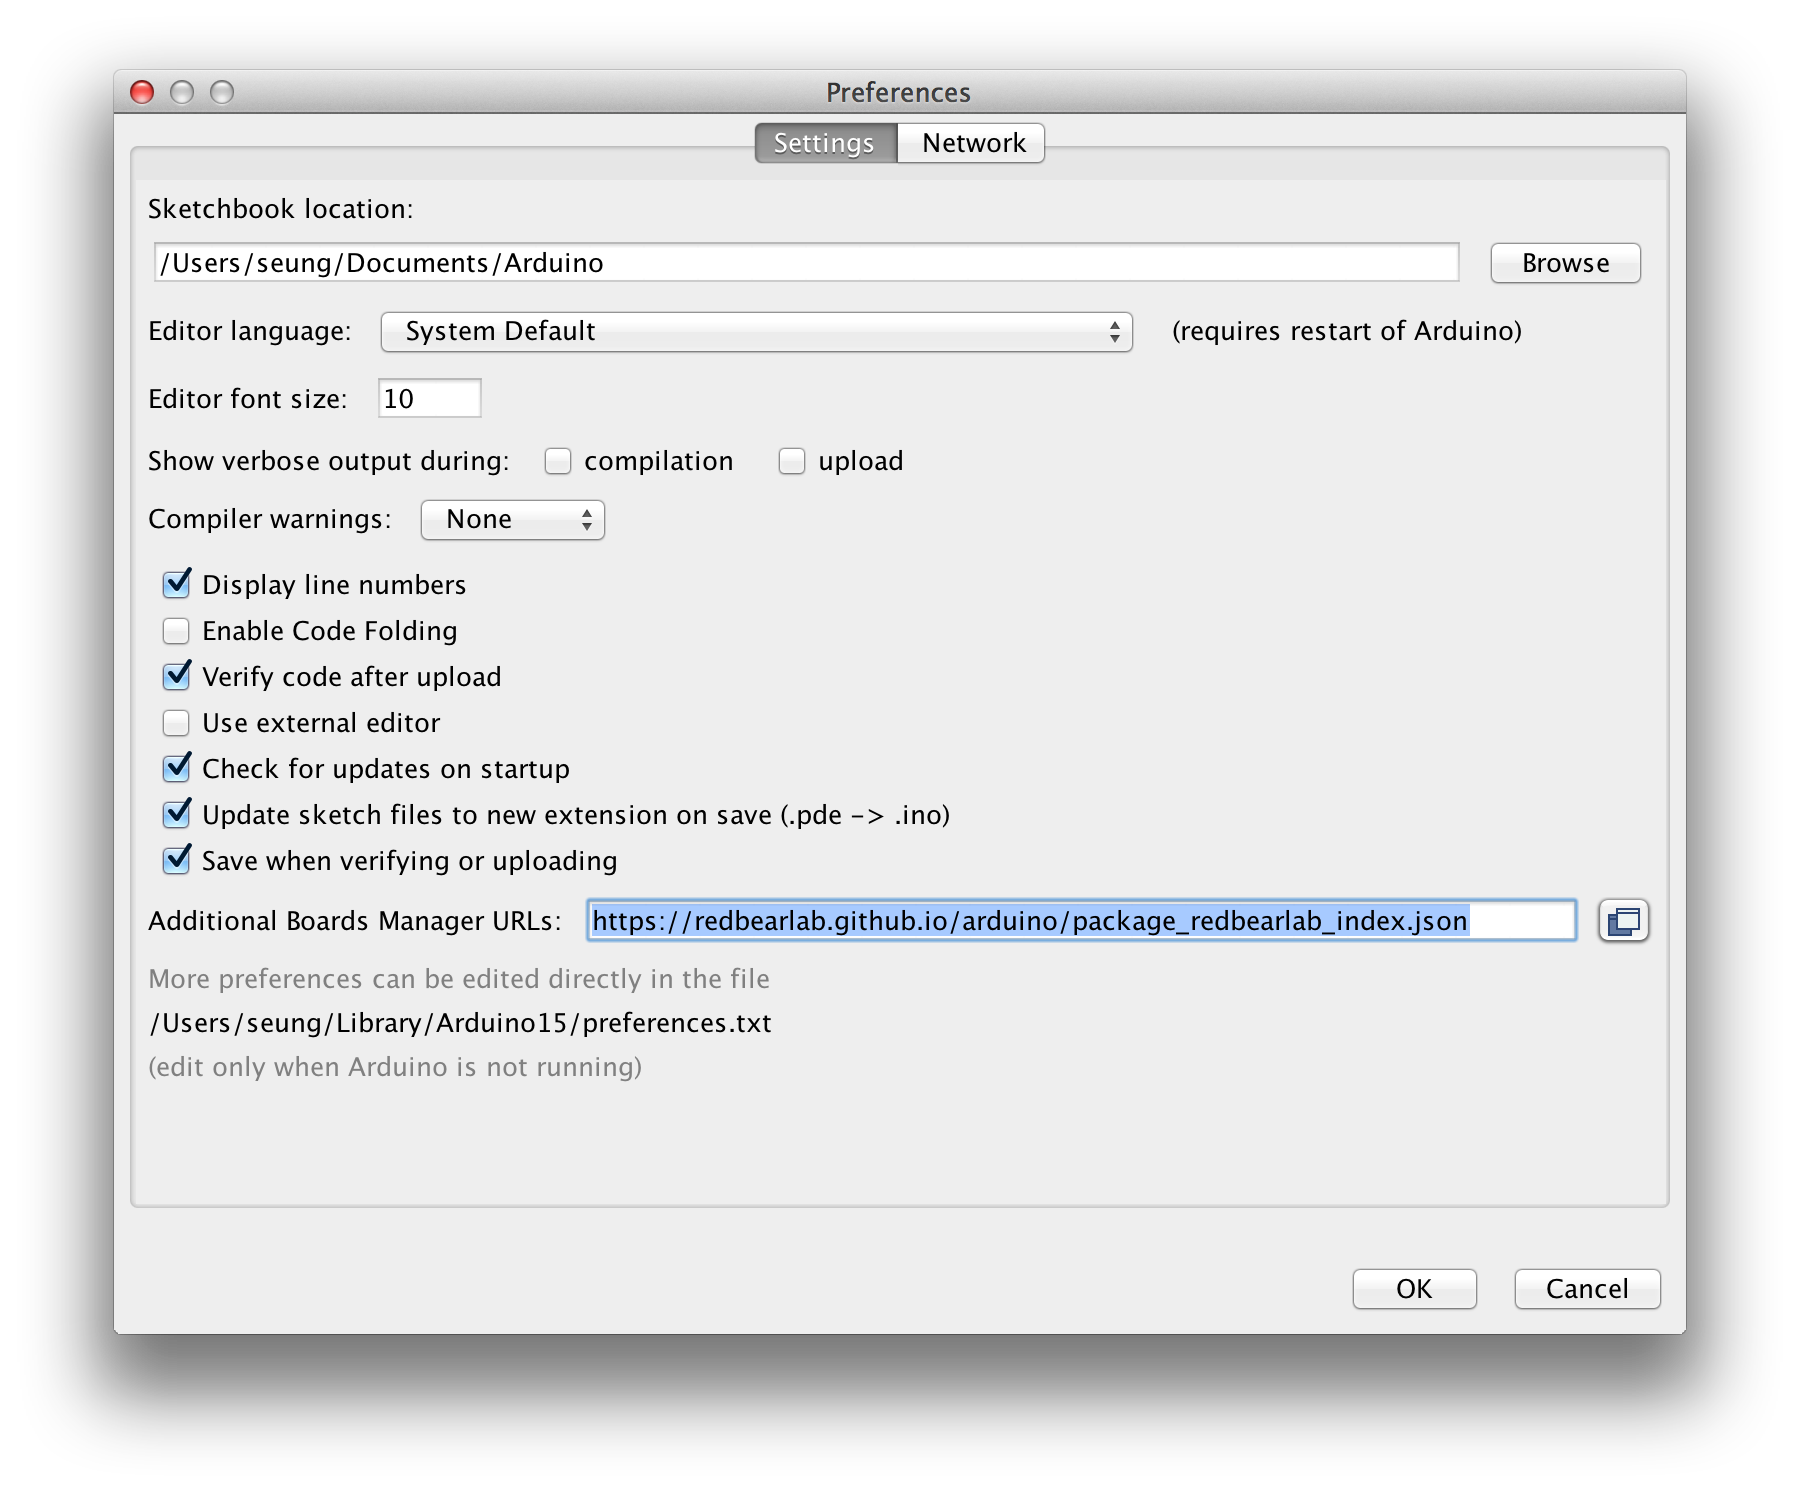 Preferences
Settings Network
Sketchbook location:
/Users/seung/Documents/Arduino Browse
Editor language: System Default (requires restart of Arduino)
Editor font size: 10
Show verbose output during: compilation upload
Compiler warnings: None
Display line numbers
Enable Code Folding
Verify code after upload
Use external editor
Check for updates on startup
Update sketch files to new extension on save (.pde -> .ino)
Save when verifying or uploading
Additional Boards Manager URLs: https://redbearlab.github.io/arduino/package_redbearlab_index.json
More preferences can be edited directly in the file
/Users/seung/Library/Arduino15/preferences.txt
(edit only when Arduino is not running)
OK Cancel